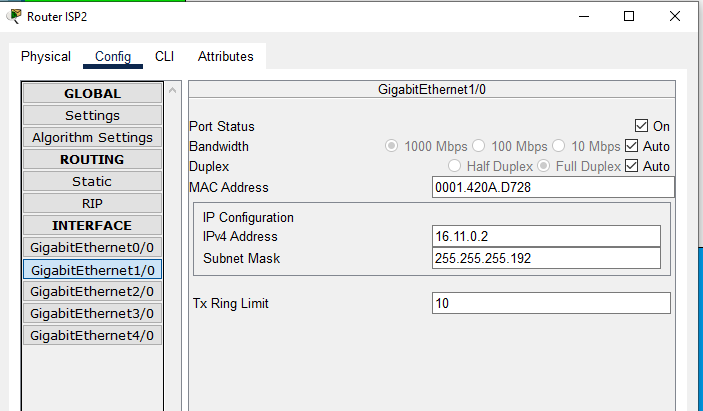 Router ISP2
Physical Config CLI Attributes
GLOBAL
Settings
Algorithm Settings
ROUTING
Static
RIP
INTERFACE
GigabitEthernet0/0
GigabitEthernet1/0
GigabitEthernet2/0
GigabitEthernet3/0
GigabitEthernet4/0
GigabitEthernet1/0
Port Status On
Bandwidth 1000 Mbps 100 Mbps 10 Mbps Auto
Duplex Half Duplex Full Duplex Auto
MAC Address 0001.420A.D728
IP Configuration
IPv4 Address 16.11.0.2
Subnet Mask 255.255.255.192
Tx Ring Limit 10